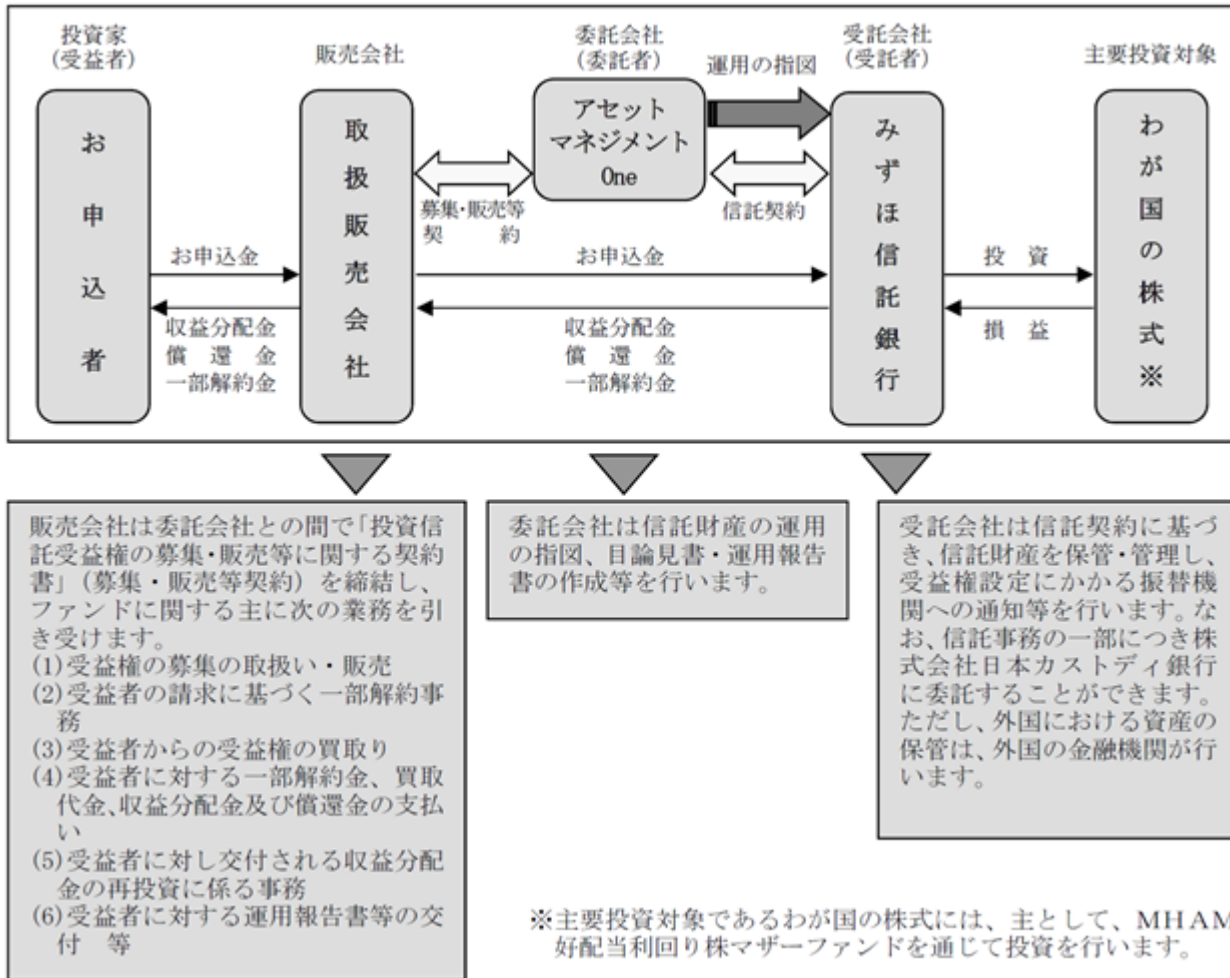 投資家
(受益者)
販売会社
委託会社
(委託者)
運用の指図
受託会社
(受託者)
主要投資対象
お申込者
取扱販売会社
アセット
マネジメント
One
みずほ信託銀行
わが国の株式※
募集・販売等
契　　約
信託契約
お申込金
お申込金
投　資
収益分配金
償　還　金
一部解約金
収益分配金
償　還　金
一部解約金
損　益
販売会社は委託会社との間で「投資信
託受益権の募集・販売等に関する契約
書」（募集・販売等契約）を締結し、
ファンドに関する主に次の業務を引
き受けます。
(1)受益権の募集の取扱い・販売
(2)受益者の請求に基づく一部解約事
務
(3)受益者からの受益権の買取り
(4)受益者に対する一部解約金、買取
代金、収益分配金及び償還金の支払
い
(5)受益者に対し交付される収益分配
金の再投資に係る事務
(6)受益者に対する運用報告書等の交
付　等
委託会社は信託財産の運用
の指図、目論見書・運用報告
書の作成等を行います。
受託会社は信託契約に基づ
き、信託財産を保管・管理し、
受益権設定にかかる振替機
関への通知等を行います。な
お、信託事務の一部につき株
式会社日本カストディ銀行
に委託することができます。
ただし、外国における資産の
保管は、外国の金融機関が行
います。
※主要投資対象であるわが国の株式には、主として、ＭＨＡＭ
好配当利回り株マザーファンドを通じて投資を行います。